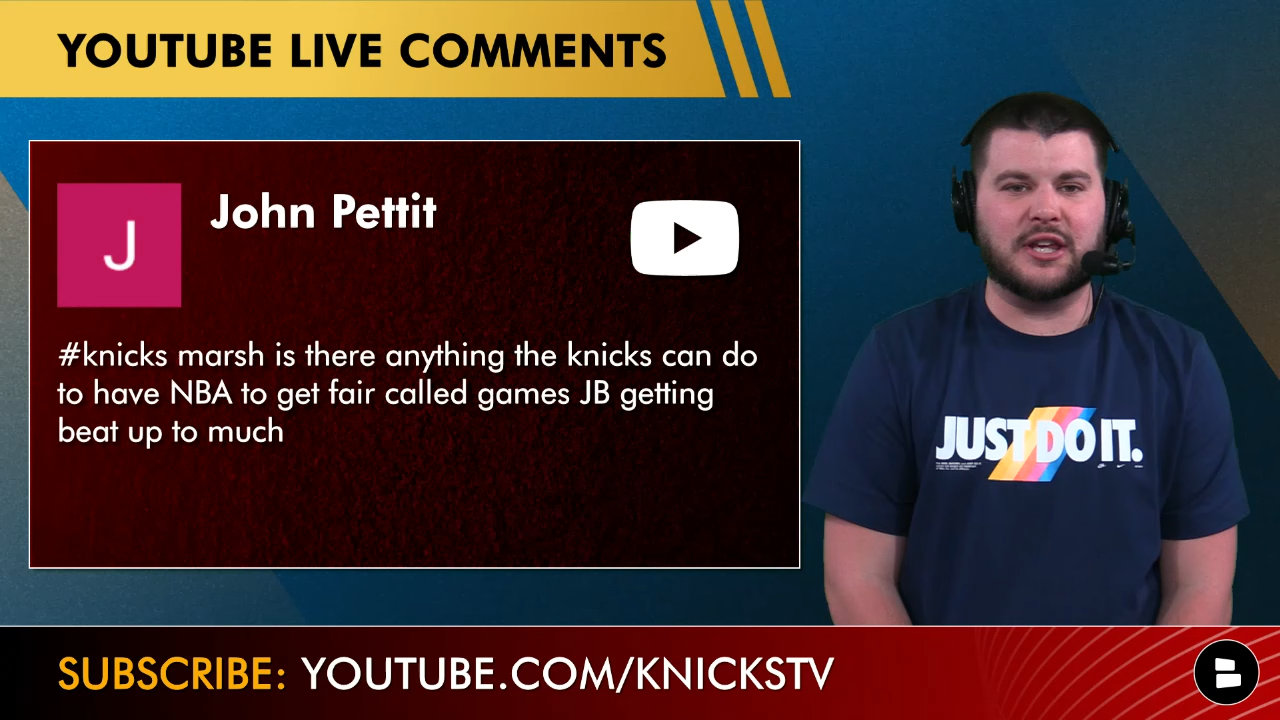 YOUTUBE LIVE COMMENTS
J
John Pettit
#knicks marsh is there anything the knicks can do
to have NBA to get fair called games JB getting
beat up to much
JUST DO IT.
SUBSCRIBE: YOUTUBE.COM/KNICKSTV